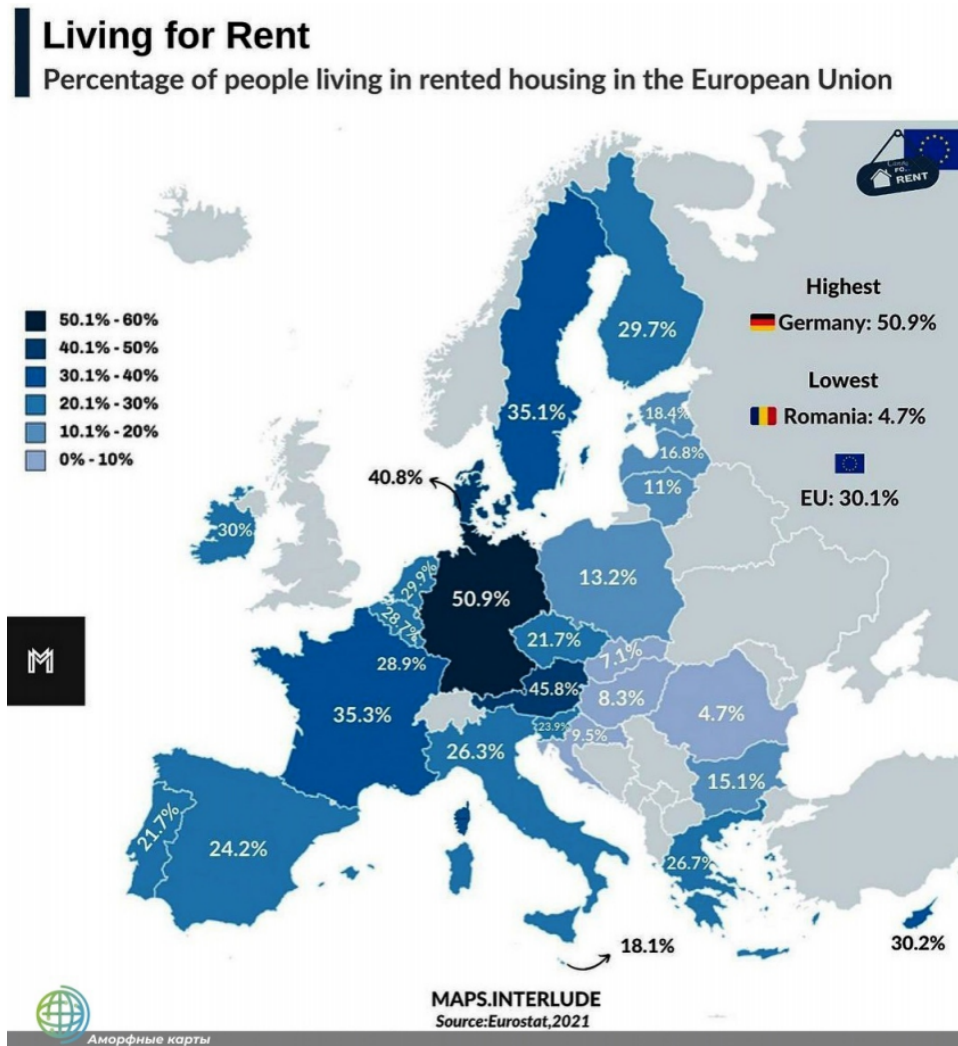 Living for Rent
Percentage of people living in rented housing in the European Union
RENT
Highest
Germany: 50.9%
Lowest
Romania: 4.7%
EU: 30.1%
50.1% - 60%
40.1% - 50%
30.1% - 40%
20.1% - 30%
10.1% - 20%
0% - 10%
29.7%
35.1%
18.4%
16.8%
11%
40.8%
30%
29.9%
28.7%
50.9%
13.2%
21.7%
28.9%
7.1%
45.8%
8.3%
4.7%
35.3%
23.9%
9.5%
26.3%
15.1%
21.7%
24.2%
26.7%
18.1%
30.2%
M
MAPS.INTERLUDE
Source:Eurostat,2021
Аморфные карты